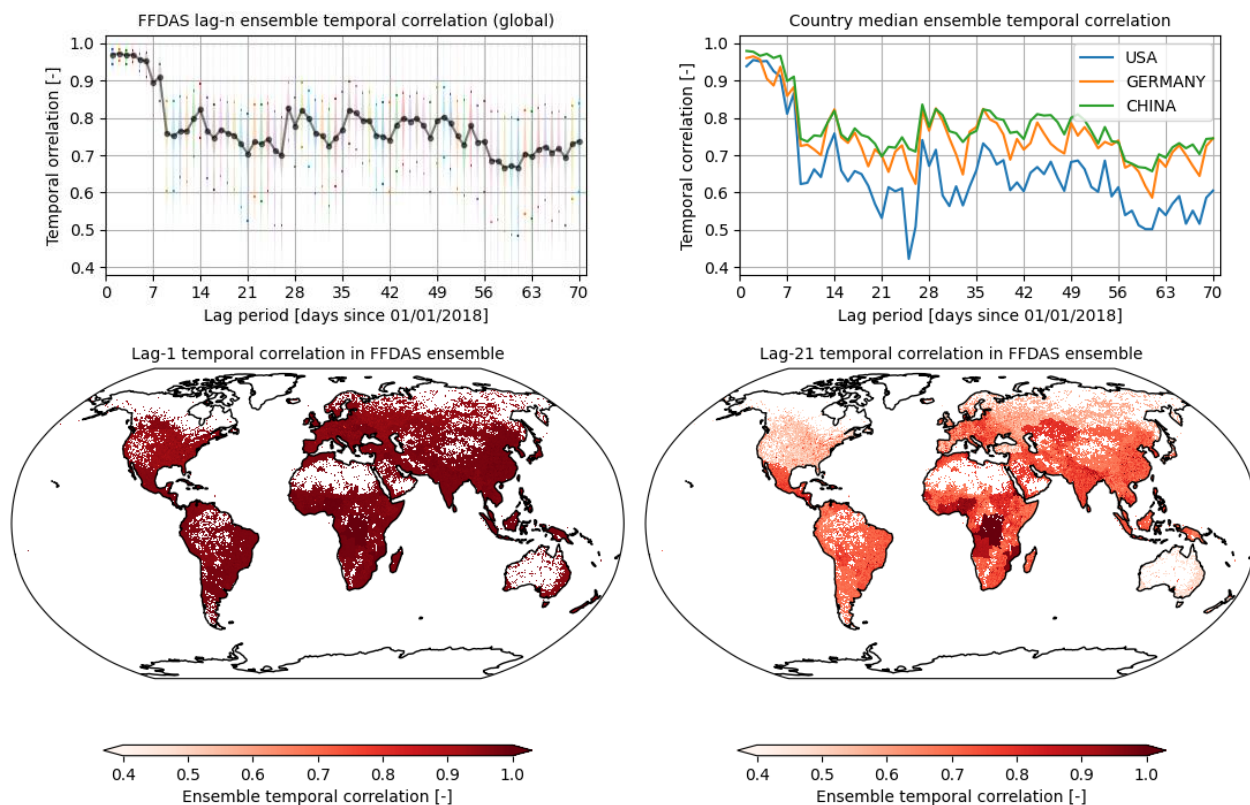 FFDAS lag-n ensemble temporal correlation (global)
Temporal orrelation [-]
1.0
0.9
0.8
0.7
0.6
0.5
0.4
0 7 14 21 28 35 42 49 56 63 70
Lag period [days since 01/01/2018]
Country median ensemble temporal correlation
Temporal correlation [-]
1.0
0.9
0.8
0.7
0.6
0.5
0.4
USA
GERMANY
CHINA
0 7 14 21 28 35 42 49 56 63 70
Lag period [days since 01/01/2018]
Lag-1 temporal correlation in FFDAS ensemble
0.4 0.5 0.6 0.7 0.8 0.9 1.0
Ensemble temporal correlation [-]
Lag-21 temporal correlation in FFDAS ensemble
0.4 0.5 0.6 0.7 0.8 0.9 1.0
Ensemble temporal correlation [-]